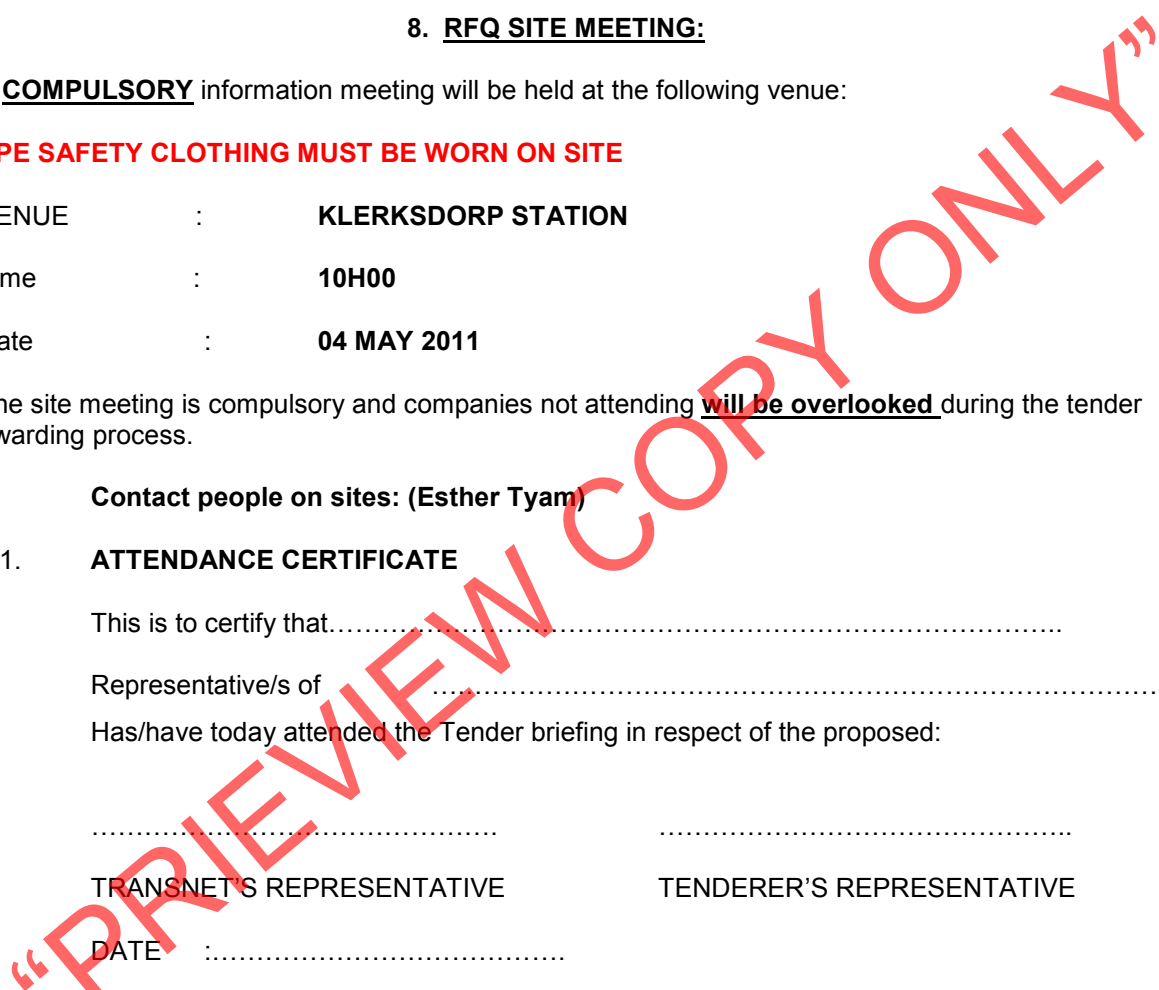 8. RFQ SITE MEETING:
COMPULSORY information meeting will be held at the following venue:
PE SAFETY CLOTHING MUST BE WORN ON SITE
ENUE : KLERKSDORP STATION
me : 10H00
ate : 04 MAY 2011
he site meeting is compulsory and companies not attending will be overlooked during the tender
warding process.
Contact people on sites: (Esther Tyam)
1. ATTENDANCE CERTIFICATE
This is to certify that……………………………………………………………………….
Representative/s of ………………………………………………………………………
Has/have today attended the Tender briefing in respect of the proposed:
………………………………………. ………………………………………..
TRANSNET'S REPRESENTATIVE TENDERER'S REPRESENTATIVE
DATE :………………………………….
“PRIEVIEW COPY ONLY”